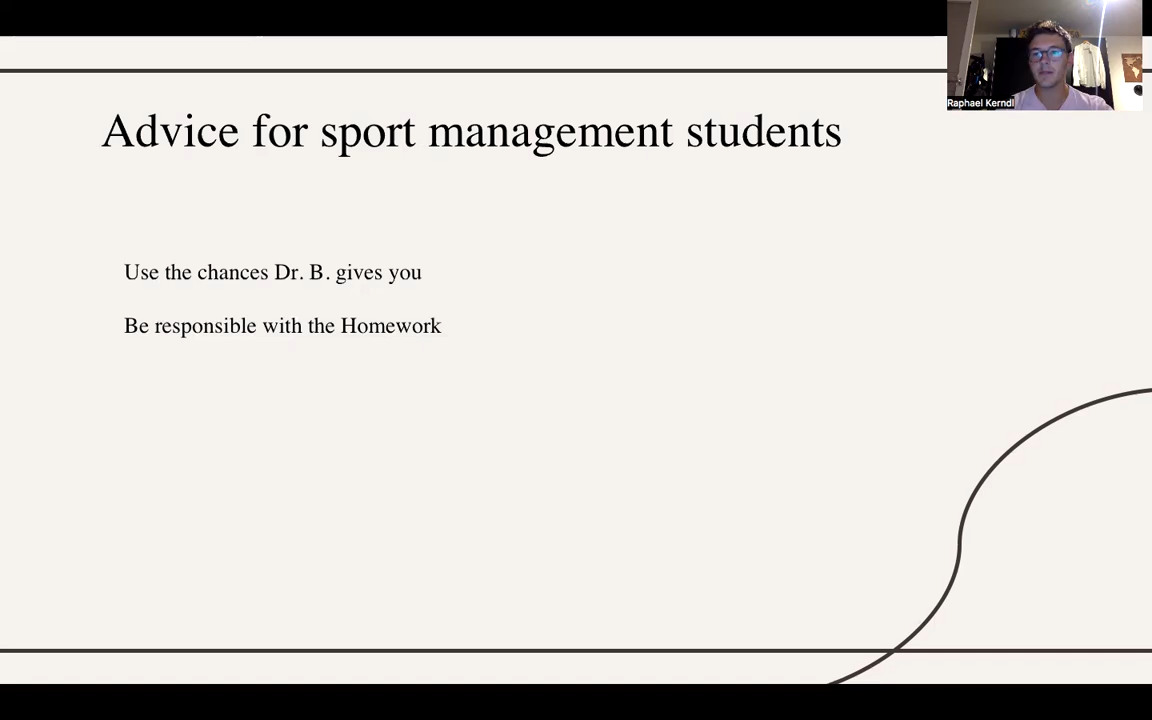 Raphael Kerndl
Advice for sport management students
Use the chances Dr. B. gives you
Be responsible with the Homework